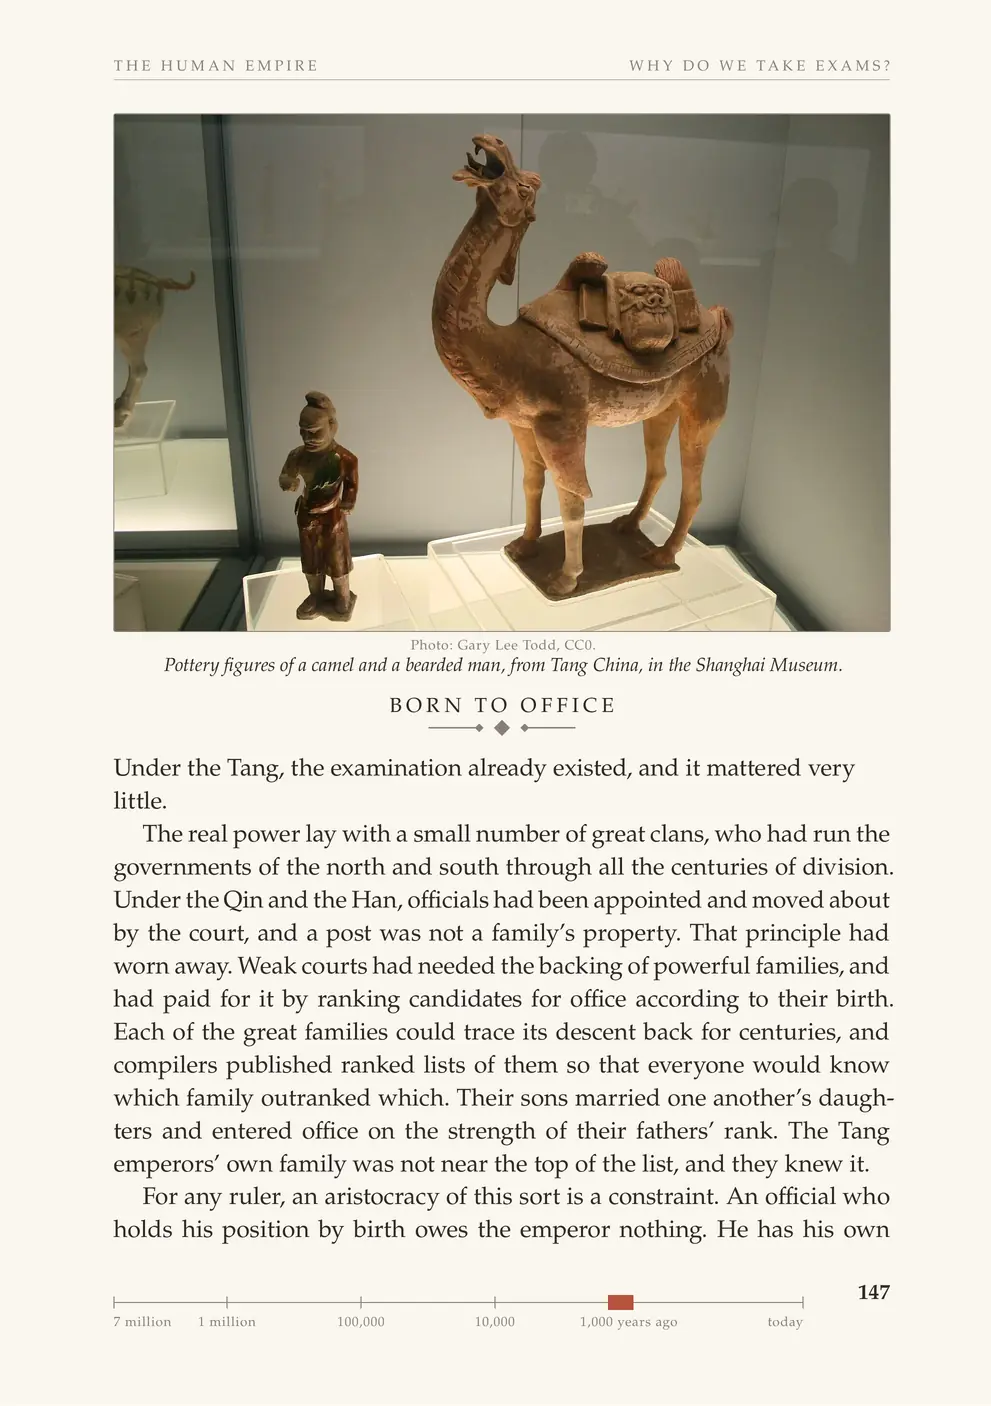 THE HUMAN EMPIRE
WHY DO WE TAKE EXAMS?
Photo: Gary Lee Todd, CC0.
Pottery figures of a camel and a bearded man, from Tang China, in the Shanghai Museum.
BORN TO OFFICE
Under the Tang, the examination already existed, and it mattered very
little.
The real power lay with a small number of great clans, who had run the
governments of the north and south through all the centuries of division.
Under the Qin and the Han, officials had been appointed and moved about
by the court, and a post was not a family’s property. That principle had
worn away. Weak courts had needed the backing of powerful families, and
had paid for it by ranking candidates for office according to their birth.
Each of the great families could trace its descent back for centuries, and
compilers published ranked lists of them so that everyone would know
which family outranked which. Their sons married one another’s daugh-
ters and entered office on the strength of their fathers’ rank. The Tang
emperors’ own family was not near the top of the list, and they knew it.
For any ruler, an aristocracy of this sort is a constraint. An official who
holds his position by birth owes the emperor nothing. He has his own
147
7 million
1 million
100,000
10,000
1,000 years ago
today